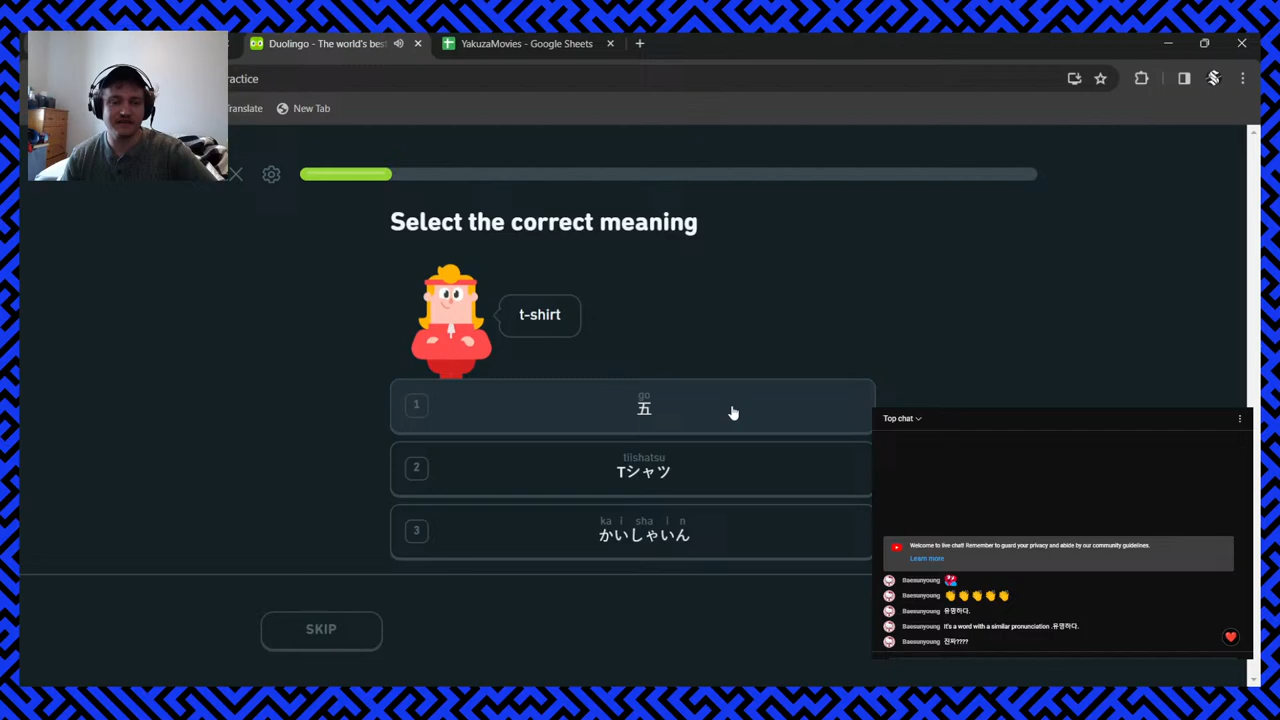 Duolingo - The world's best
YakuzaMovies - Google Sheets
ractice
Translate
New Tab
Select the correct meaning
t-shirt
go
1 五
tiishatsu
2 Tシャツ
ka i sha i n
3 かいしゃいん
SKIP
Top chat
Welcome to live chat! Remember to guard your privacy and abide by our community guidelines.
Learn more
Baesunyoung
Baesunyoung 👏👏👏👏👏
Baesunyoung 유명하다.
Baesunyoung It's a word with a similar pronunciation .유명하다.
Baesunyoung 진짜????